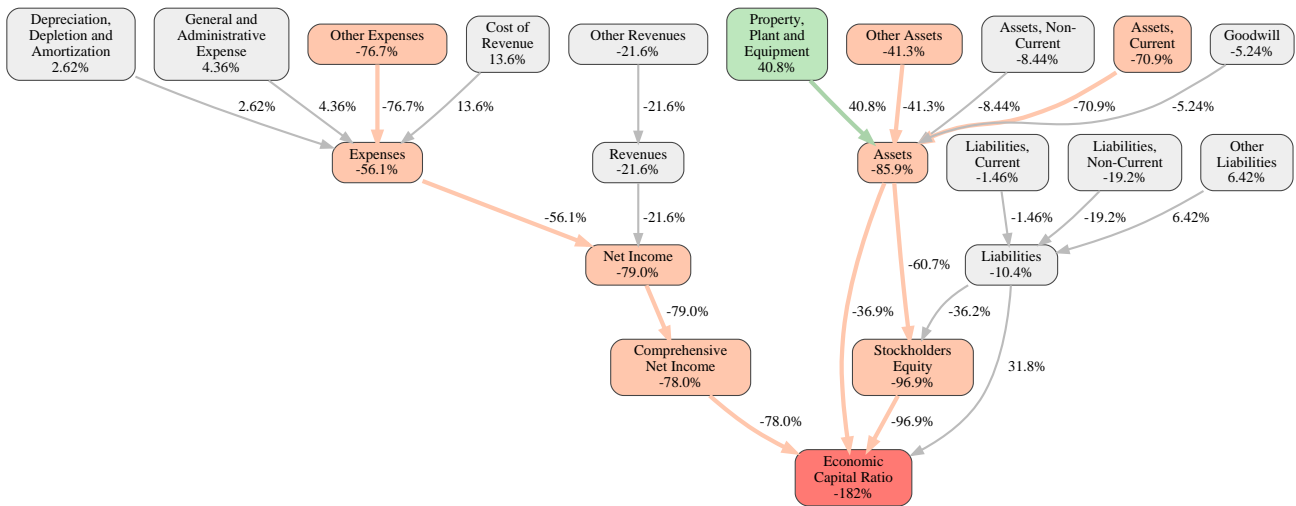 Depreciation,
Depletion and
Amortization
2.62%
General and
Administrative
Expense
4.36%
Other Expenses
-76.7%
Cost of
Revenue
13.6%
Other Revenues
-21.6%
Property,
Plant and
Equipment
40.8%
Other Assets
-41.3%
Assets, Non-
Current
-8.44%
Assets,
Current
-70.9%
Goodwill
-5.24%
2.62%
4.36%
-76.7%
13.6%
-21.6%
40.8%
-41.3%
-8.44%
-70.9%
-5.24%
Expenses
-56.1%
Revenues
-21.6%
Assets
-85.9%
Liabilities,
Current
-1.46%
Liabilities,
Non-Current
-19.2%
Other
Liabilities
6.42%
-56.1%
-21.6%
-1.46%
-19.2%
6.42%
Net Income
-79.0%
-60.7%
Liabilities
-10.4%
-79.0%
-36.9%
-36.2%
31.8%
Comprehensive
Net Income
-78.0%
Stockholders
Equity
-96.9%
-78.0%
-96.9%
Economic
Capital Ratio
-182%